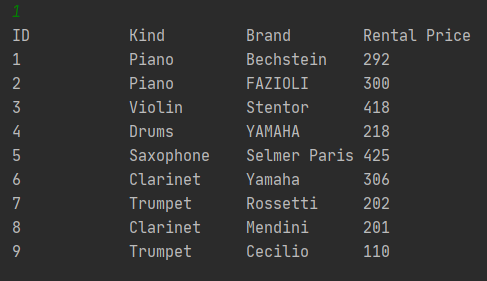 1
ID Kind Brand Rental Price
1 Piano Bechstein 292
2 Piano FAZIOLI 300
3 Violin Stentor 418
4 Drums YAMAHA 218
5 Saxophone Selmer Paris 425
6 Clarinet Yamaha 306
7 Trumpet Rossetti 202
8 Clarinet Mendini 201
9 Trumpet Cecilio 110